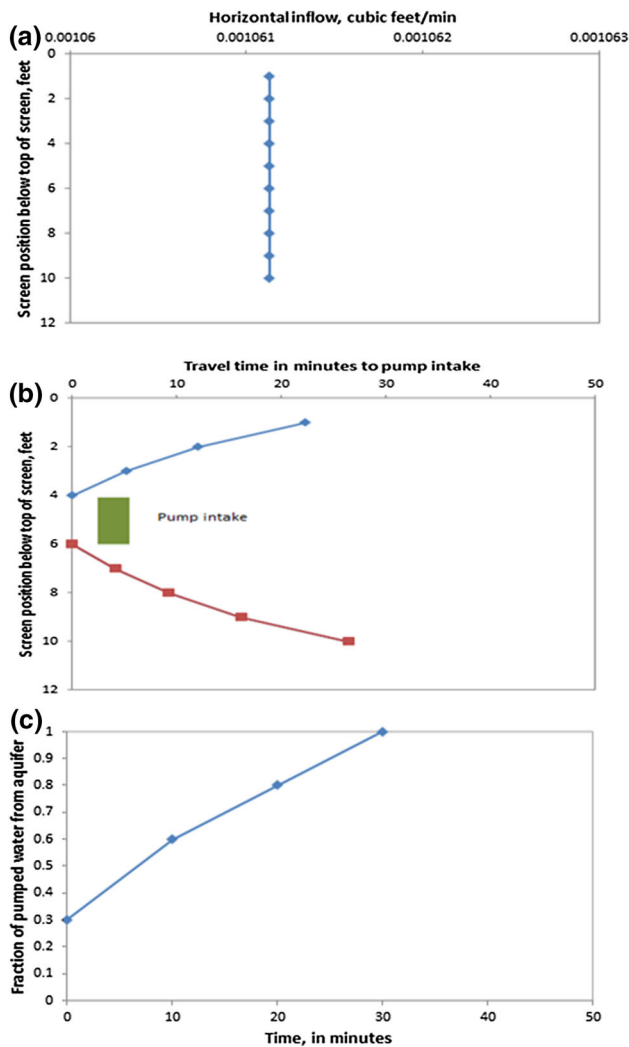 (a)
Horizontal inflow, cubic feet/min
0.00106 0.001061 0.001062 0.001063
Screen position below top of screen, feet
0
2
4
6
8
10
12
(b)
Travel time in minutes to pump intake
0 10 20 30 40 50
Screen position below top of screen, feet
0
2
4
6
8
10
12
Pump intake
(c)
Fraction of pumped water from aquifer
1
0.9
0.8
0.7
0.6
0.5
0.4
0.3
0.2
0.1
0
0 10 20 30 40 50
Time, in minutes